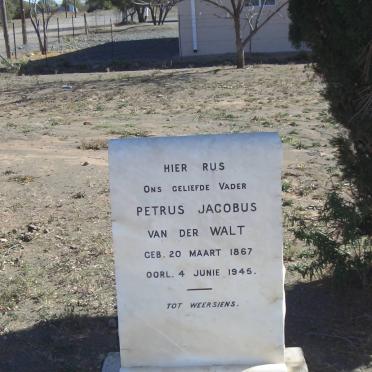 HIER RUS
ONS GELIEFDE VADER
PETRUS JACOBUS
VAN DER WALT
GEB. 20 MAART 1867
OORL. 4 JUNIE 1945.
TOT WEERSIENS.